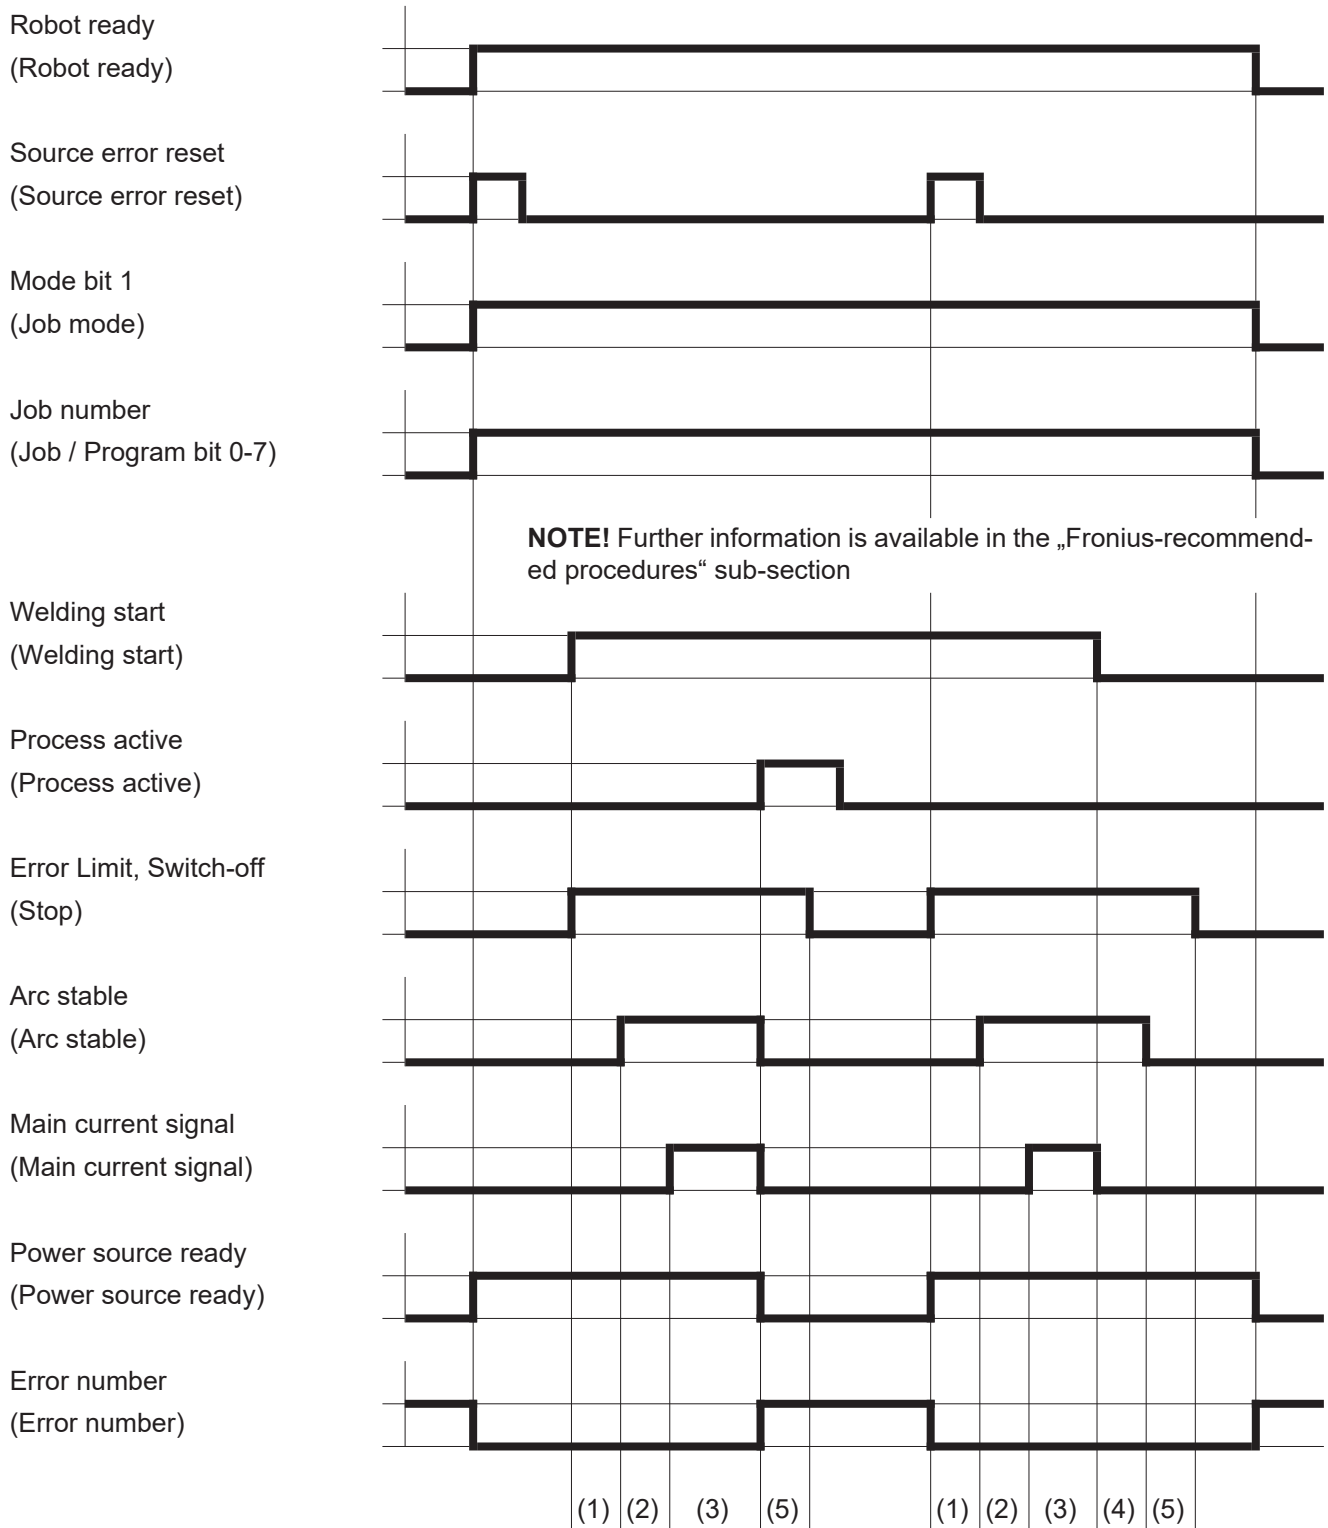 Robot ready
(Robot ready)
Source error reset
(Source error reset)
Mode bit 1
(Job mode)
Job number
(Job / Program bit 0-7)
NOTE! Further information is available in the „Fronius-recommend-
ed procedures“ sub-section
Welding start
(Welding start)
Process active
(Process active)
Error Limit, Switch-off
(Stop)
Arc stable
(Arc stable)
Main current signal
(Main current signal)
Power source ready
(Power source ready)
Error number
(Error number)
(1) (2) (3) (5) (1) (2) (3) (4) (5)